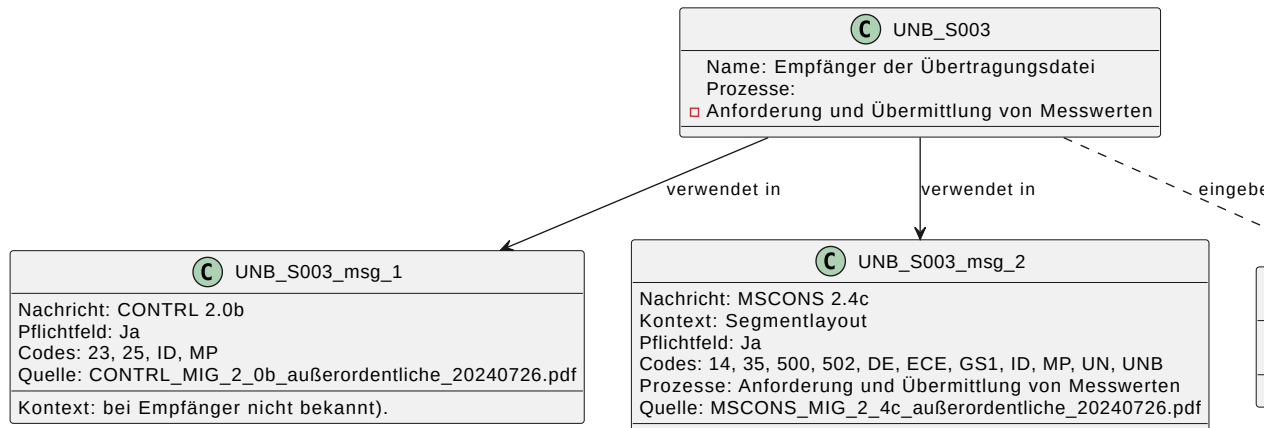 C UNB_S003
Name: Empfänger der Übertragungsdatei
Prozesse:
Anforderung und Übermittlung von Messwerten
verwendet in
verwendet in
C UNB_S003_msg_1
Nachricht: CONTRL 2.0b
Pflichtfeld: Ja
Codes: 23, 25, ID, MP
Quelle: CONTRL_MIG_2_0b_außerordentliche_20240726.pdf
Kontext: bei Empfänger nicht bekannt).
C UNB_S003_msg_2
Nachricht: MSCONS 2.4c
Kontext: Segmentlayout
Pflichtfeld: Ja
Codes: 14, 35, 500, 502, DE, ECE, GS1, ID, MP, UN, UNB
Prozesse: Anforderung und Übermittlung von Messwerten
Quelle: MSCONS_MIG_2_4c_außerordentliche_20240726.pdf